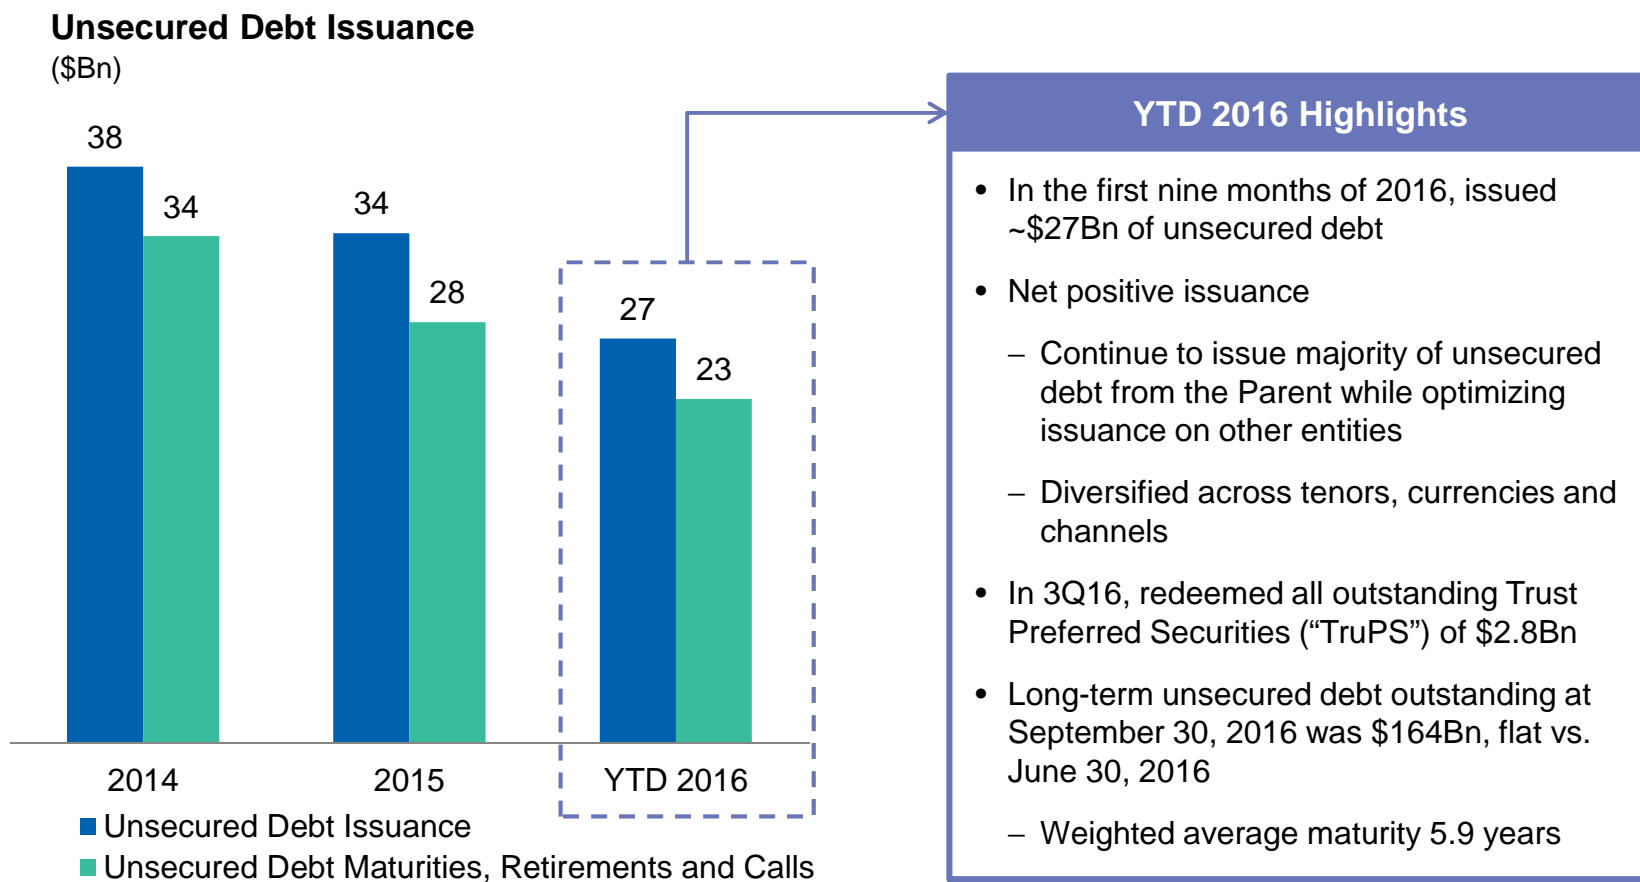 Unsecured Debt Issuance
($Bn)
38
34
34
28
27
23
2014
2015
YTD 2016
Unsecured Debt Issuance
Unsecured Debt Maturities, Retirements and Calls
YTD 2016 Highlights
• In the first nine months of 2016, issued
~$27Bn of unsecured debt
• Net positive issuance
– Continue to issue majority of unsecured
debt from the Parent while optimizing
issuance on other entities
– Diversified across tenors, currencies and
channels
• In 3Q16, redeemed all outstanding Trust
Preferred Securities (“TruPS”) of $2.8Bn
• Long-term unsecured debt outstanding at
September 30, 2016 was $164Bn, flat vs.
June 30, 2016
– Weighted average maturity 5.9 years